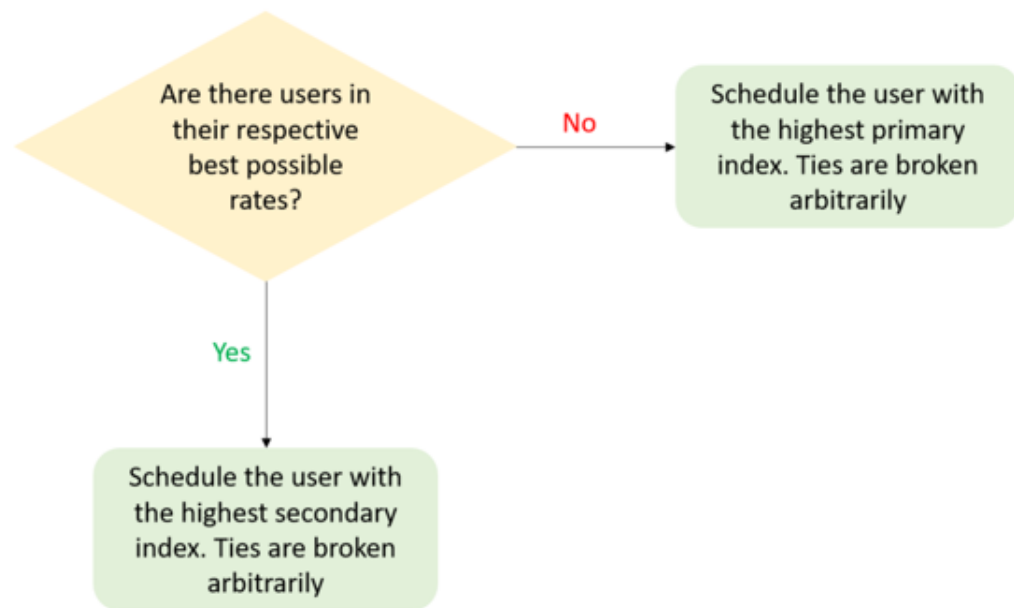 Are there users in
their respective
best possible
rates?
No
Schedule the user with
the highest primary
index. Ties are broken
arbitrarily
Yes
Schedule the user with
the highest secondary
index. Ties are broken
arbitrarily